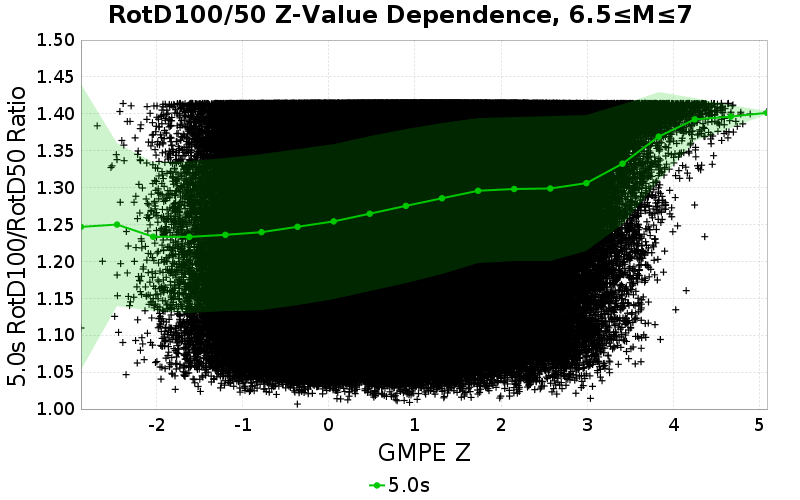 RotD100/50 Z-Value Dependence, 6.5≤M≤7
5.0s RotD100/RotD50 Ratio
1.50
1.45
1.40
1.35
1.30
1.25
1.20
1.15
1.10
1.05
1.00
-2 -1 0 1 2 3 4 5
GMPE Z
5.0s